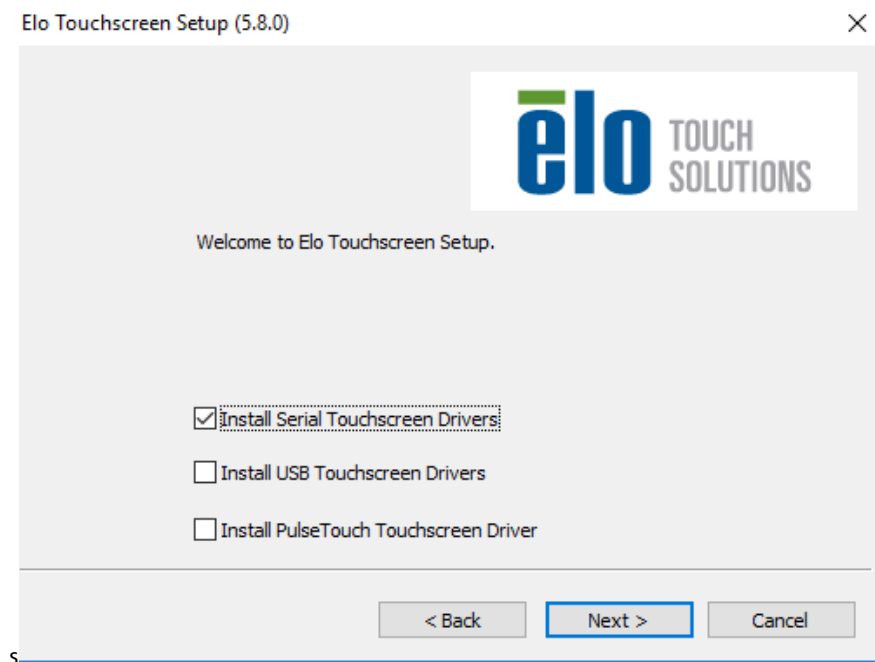 Elo Touchscreen Setup (5.8.0)
elo TOUCH
SOLUTIONS
Welcome to Elo Touchscreen Setup.
Install Serial Touchscreen Drivers
Install USB Touchscreen Drivers
Install PulseTouch Touchscreen Driver
< Back Next > Cancel
s